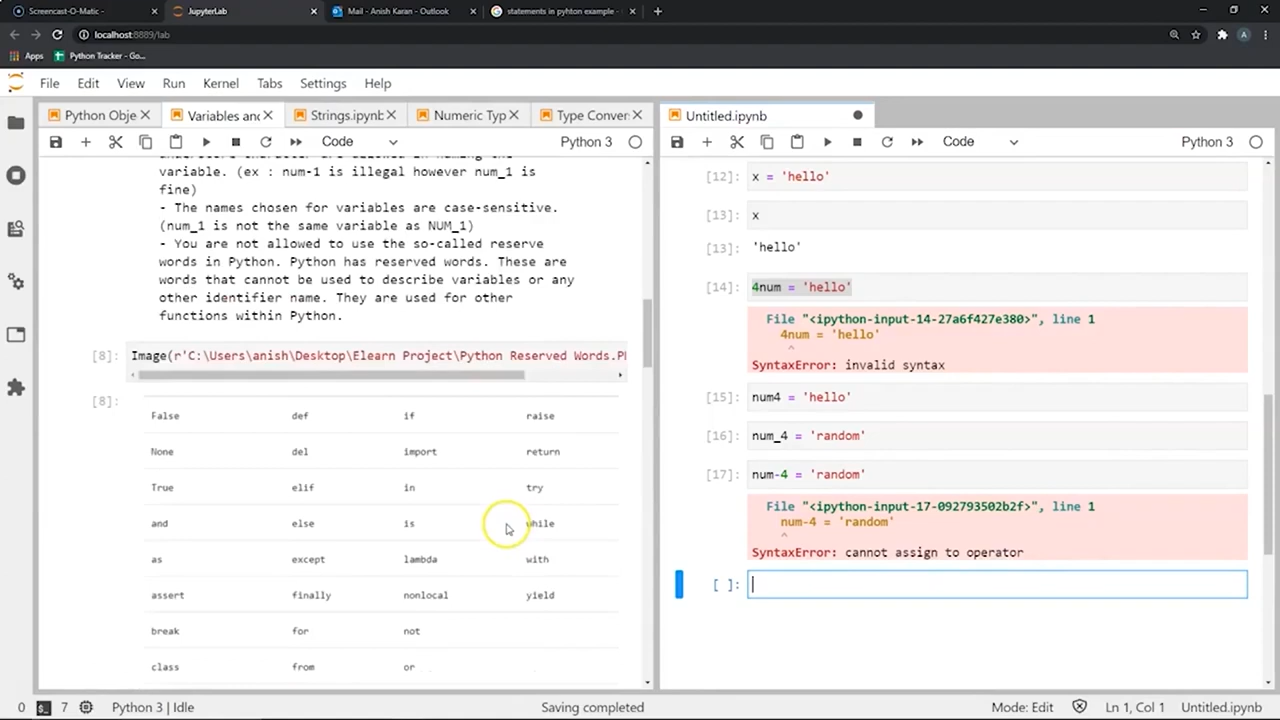 Screencast-O-Matic -
JupyterLab
Mail - Anish Karan - Outlook
statements in pyhton example -
localhost:8889/lab
Apps
Python Tracker - Go...
File Edit View Run Kernel Tabs Settings Help
Python Obje
Variables anc
Strings.ipynb
Numeric Typ
Type Conver
Untitled.ipynb
Code
Python 3
Code
Python 3
variable. (ex : num-1 is illegal however num_1 is
fine)
- The names chosen for variables are case-sensitive.
(num_1 is not the same variable as NUM_1)
- You are not allowed to use the so-called reserve
words in Python. Python has reserved words. These are
words that cannot be used to describe variables or any
other identifier name. They are used for other
functions within Python.
[8]: Image(r'C:\Users\anish\Desktop\Elearn Project\Python Reserved Words.P
[8]:
False def if raise
None del import return
True elif in try
and else is while
as except lambda with
assert finally nonlocal yield
break for not
class from or
[12]: x = 'hello'
[13]: x
[13]: 'hello'
[14]: 4num = 'hello'
File "<ipython-input-14-27a6f427e380>", line 1
4num = 'hello'
^
SyntaxError: invalid syntax
[15]: num4 = 'hello'
[16]: num_4 = 'random'
[17]: num-4 = 'random'
File "<ipython-input-17-092793502b2f>", line 1
num-4 = 'random'
^
SyntaxError: cannot assign to operator
[ ]:
0 7 Python 3 | Idle
Saving completed
Mode: Edit
Ln 1, Col 1
Untitled.ipynb